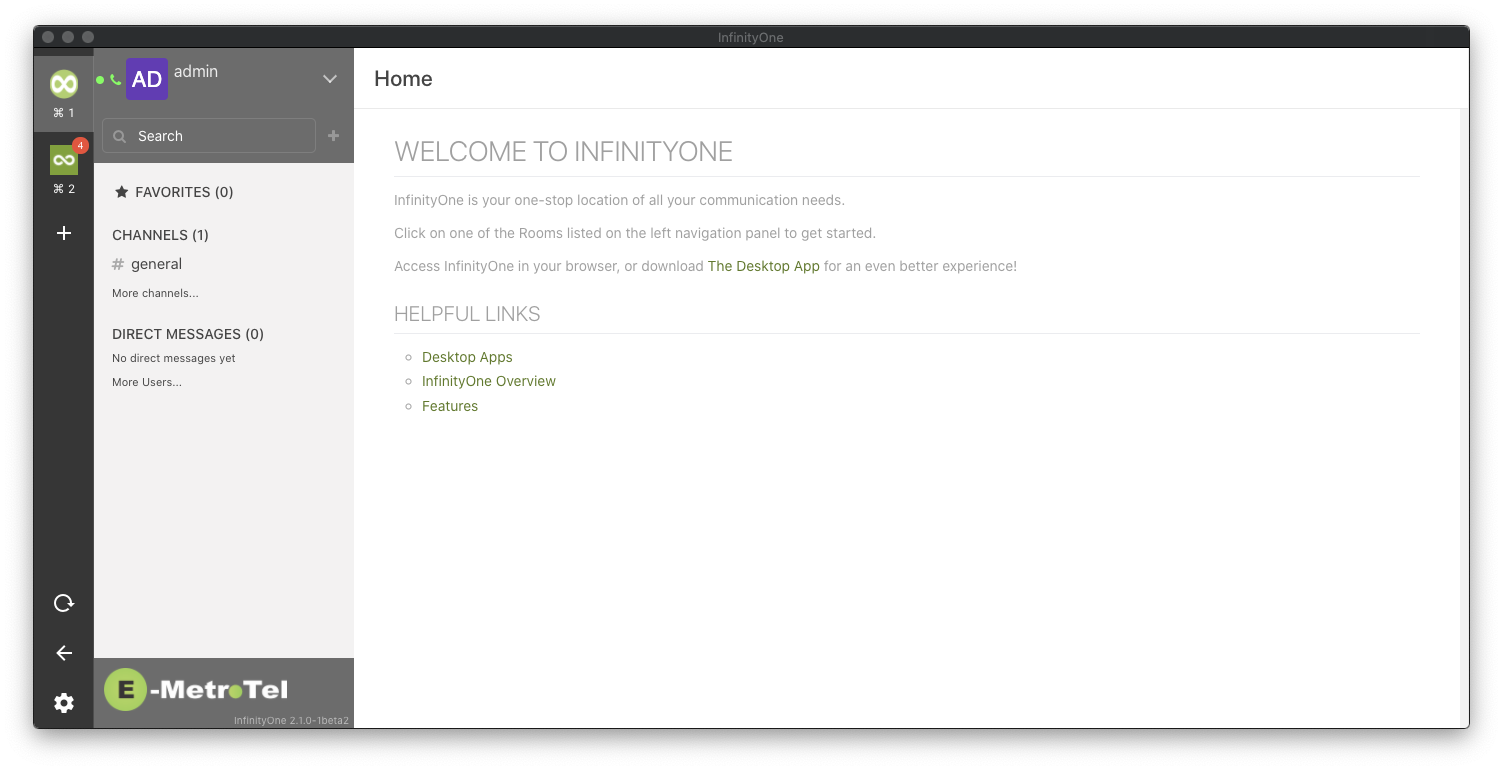 InfinityOne
⌘ 1
4
⌘ 2
AD
admin
Search
FAVORITES (0)
CHANNELS (1)
# general
More channels...
DIRECT MESSAGES (0)
No direct messages yet
More Users...
E-MetroTel
InfinityOne 2.1.0-1beta2
Home
WELCOME TO INFINITYONE
InfinityOne is your one-stop location of all your communication needs.
Click on one of the Rooms listed on the left navigation panel to get started.
Access InfinityOne in your browser, or download The Desktop App for an even better experience!
HELPFUL LINKS
Desktop Apps
InfinityOne Overview
Features